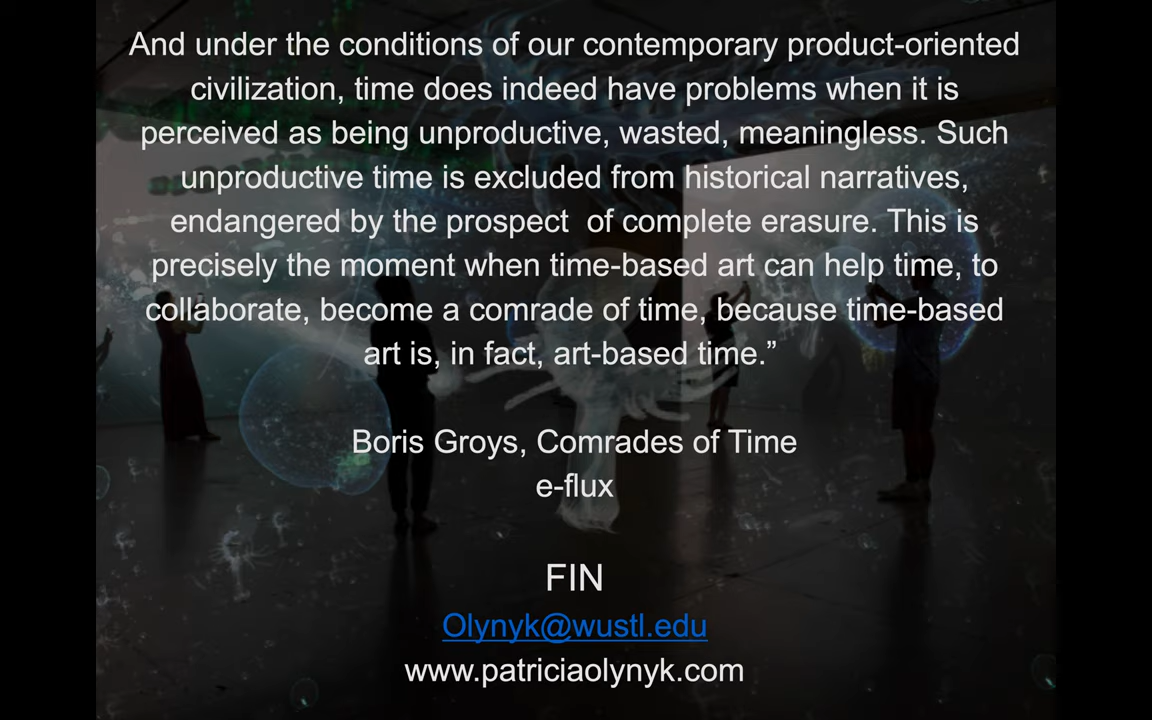 And under the conditions of our contemporary product-oriented
civilization, time does indeed have problems when it is
perceived as being unproductive, wasted, meaningless. Such
unproductive time is excluded from historical narratives,
endangered by the prospect  of complete erasure. This is
precisely the moment when time-based art can help time, to
collaborate, become a comrade of time, because time-based
art is, in fact, art-based time.”
Boris Groys, Comrades of Time
e-flux
FIN
Olynyk@wustl.edu
www.patriciaolynyk.com